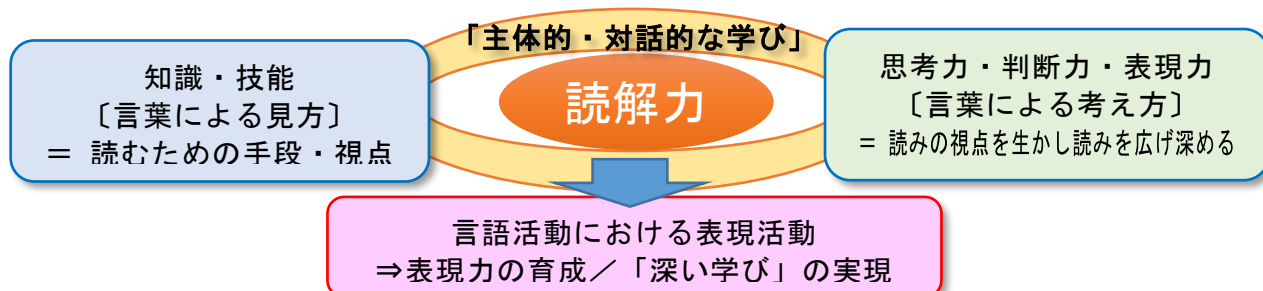 「主体的・対話的な学び」
知識・技能
〔言葉による見方〕
＝ 読むための手段・視点
読解力
思考力・判断力・表現力
〔言葉による考え方〕
＝ 読みの視点を生かし読みを広げ深める
言語活動における表現活動
⇒表現力の育成／「深い学び」の実現